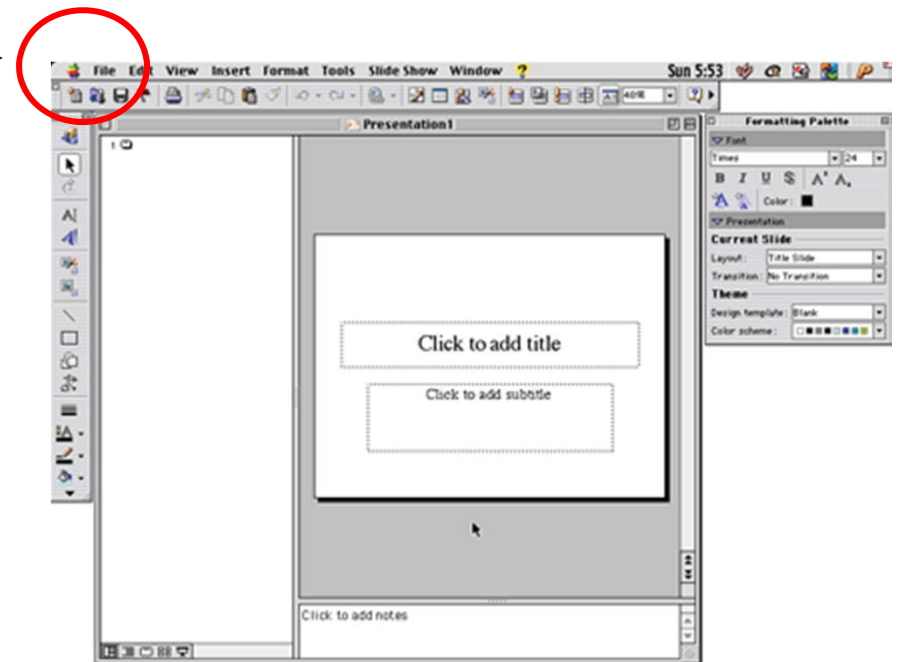 File Edit View Insert Format Tools Slide Show Window ? Sun 5:53
40%
Presentation1
Formatting Palette
1
Font
Times 24
B I U S A A
Color:
Presentation
Current Slide
Layout: Title Slide
Transition: No Transition
Theme
Design template: Blank
Color scheme:
Click to add title
Click to add subtitle
Click to add notes